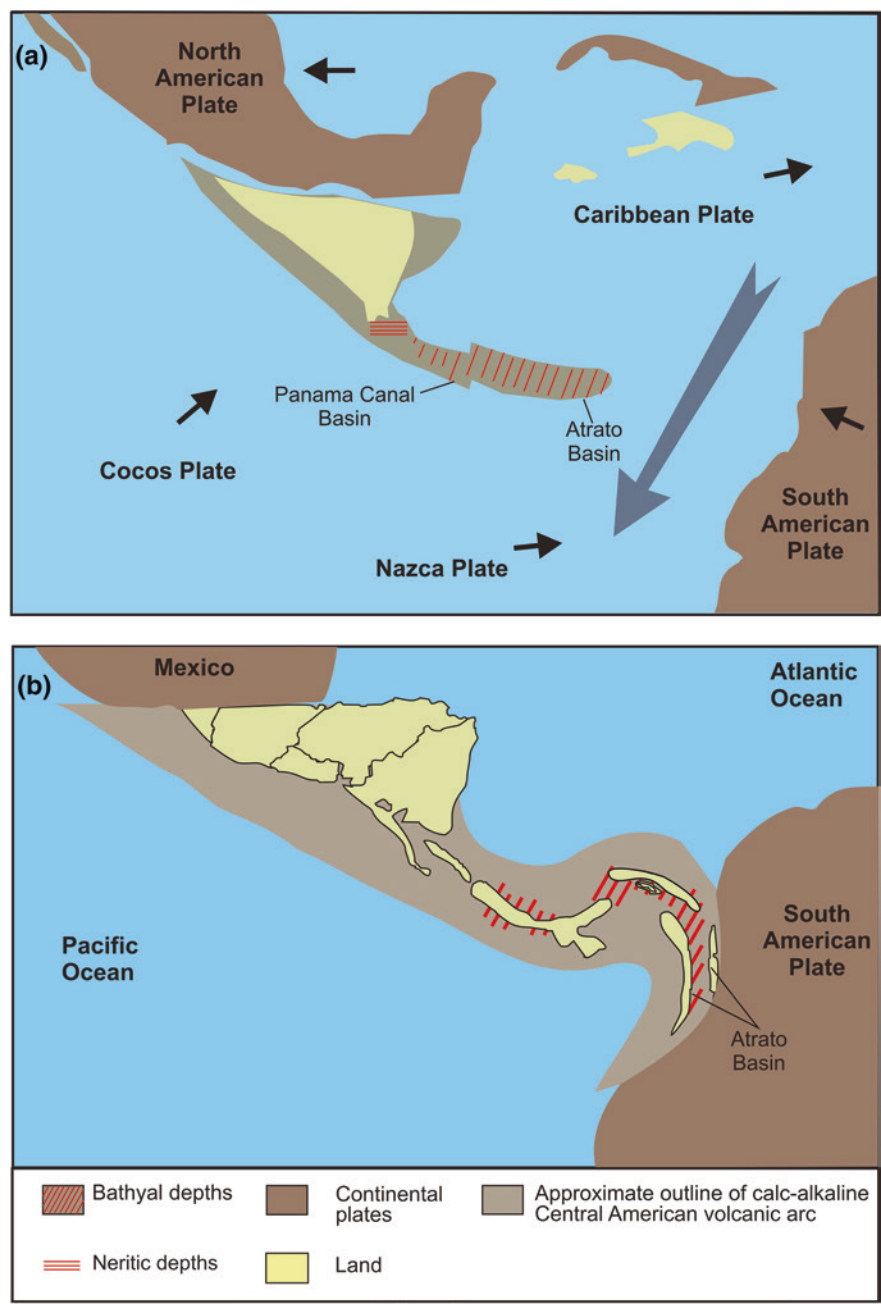 (a)
North
American
Plate
Caribbean Plate
Panama Canal
Basin
Atrato
Basin
Cocos Plate
South
American
Plate
Nazca Plate
(b)
Mexico
Atlantic
Ocean
Pacific
Ocean
South
American
Plate
Atrato
Basin
Bathyal depths
Continental
plates
Approximate outline of calc-alkaline
Central American volcanic arc
Neritic depths
Land